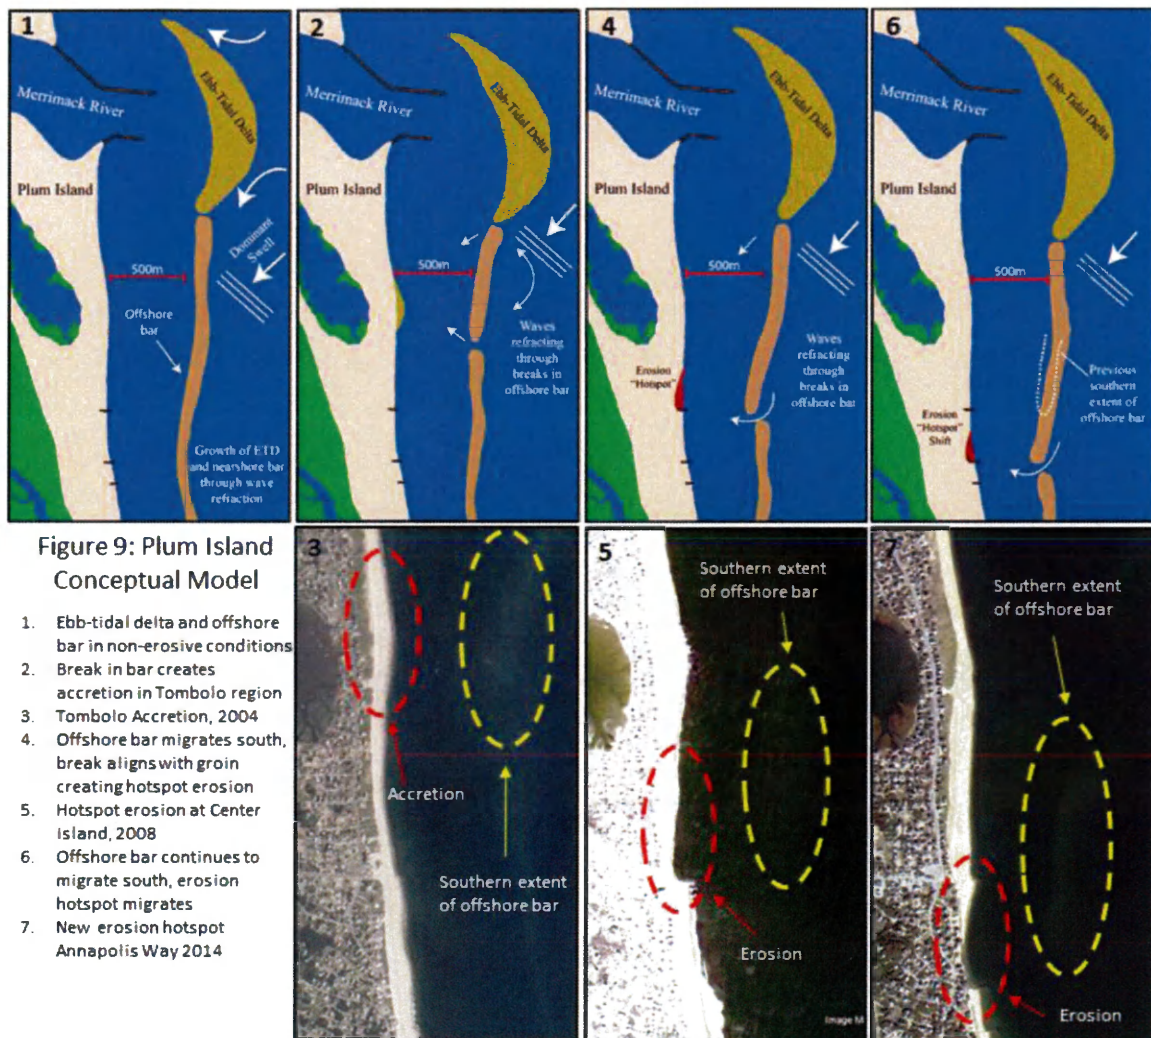 1
Merrimack River
Ebb-Tidal Delta
Plum Island
Dominant
Swell
500m
Offshore
bar
Growth of ETD
and nearshore bar
through wave
refraction
2
Merrimack River
Ebb-Tidal Delta
Plum Island
500m
Waves
refracting
through
breaks in
offshore bar
4
Merrimack River
Ebb-Tidal Delta
Plum Island
500m
Waves
refracting
through
breaks in
offshore bar
Erosion
"Hotspot"
6
Merrimack River
Ebb-Tidal Delta
Plum Island
500m
Previous
southern
extent of
offshore bar
Erosion
"Hotspot"
Shift
Figure 9: Plum Island
Conceptual Model
1. Ebb-tidal delta and offshore
bar in non-erosive conditions
2. Break in bar creates
accretion in Tombolo region
3. Tombolo Accretion, 2004
4. Offshore bar migrates south,
break aligns with groin
creating hotspot erosion
5. Hotspot erosion at Center
Island, 2008
6. Offshore bar continues to
migrate south, erosion
hotspot migrates
7. New erosion hotspot
Annapolis Way 2014
3
Accretion
Southern extent
of offshore bar
5
Southern extent
of offshore bar
Erosion
Image M
7
Southern extent
of offshore bar
Erosion